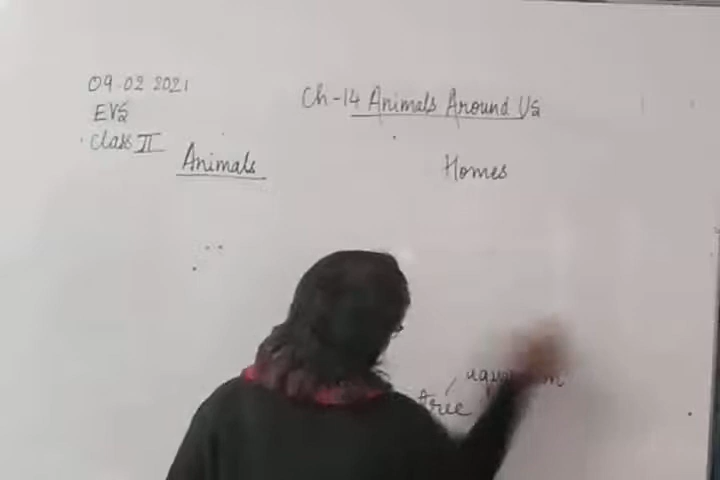 09.02.2021
Ch-14 Animals Around Us
EVS
Class II
Animals
Homes